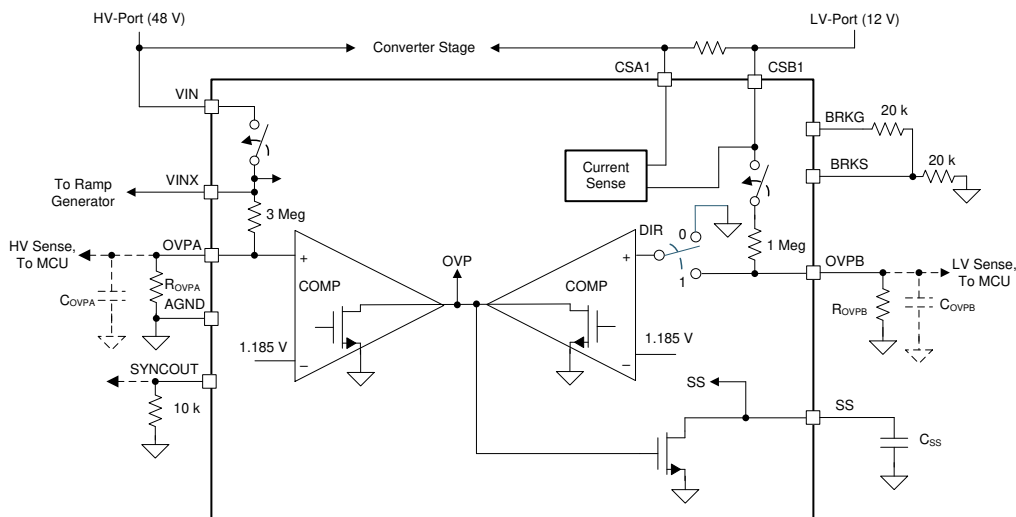 HV-Port (48 V)
LV-Port (12 V)
Converter Stage
CSA1
CSB1
VIN
BRKG
20 k
BRKS
20 k
Current
Sense
To Ramp
Generator
VINX
3 Meg
1 Meg
HV Sense,
To MCU
OVPA
DIR
0
1
OVP
OVPB
LV Sense,
To MCU
+
+
COMP
COMP
COVPA
ROVPA
AGND
ROVPB
COVPB
1.185 V
1.185 V
−
−
SYNCOUT
10 k
SS
SS
CSS